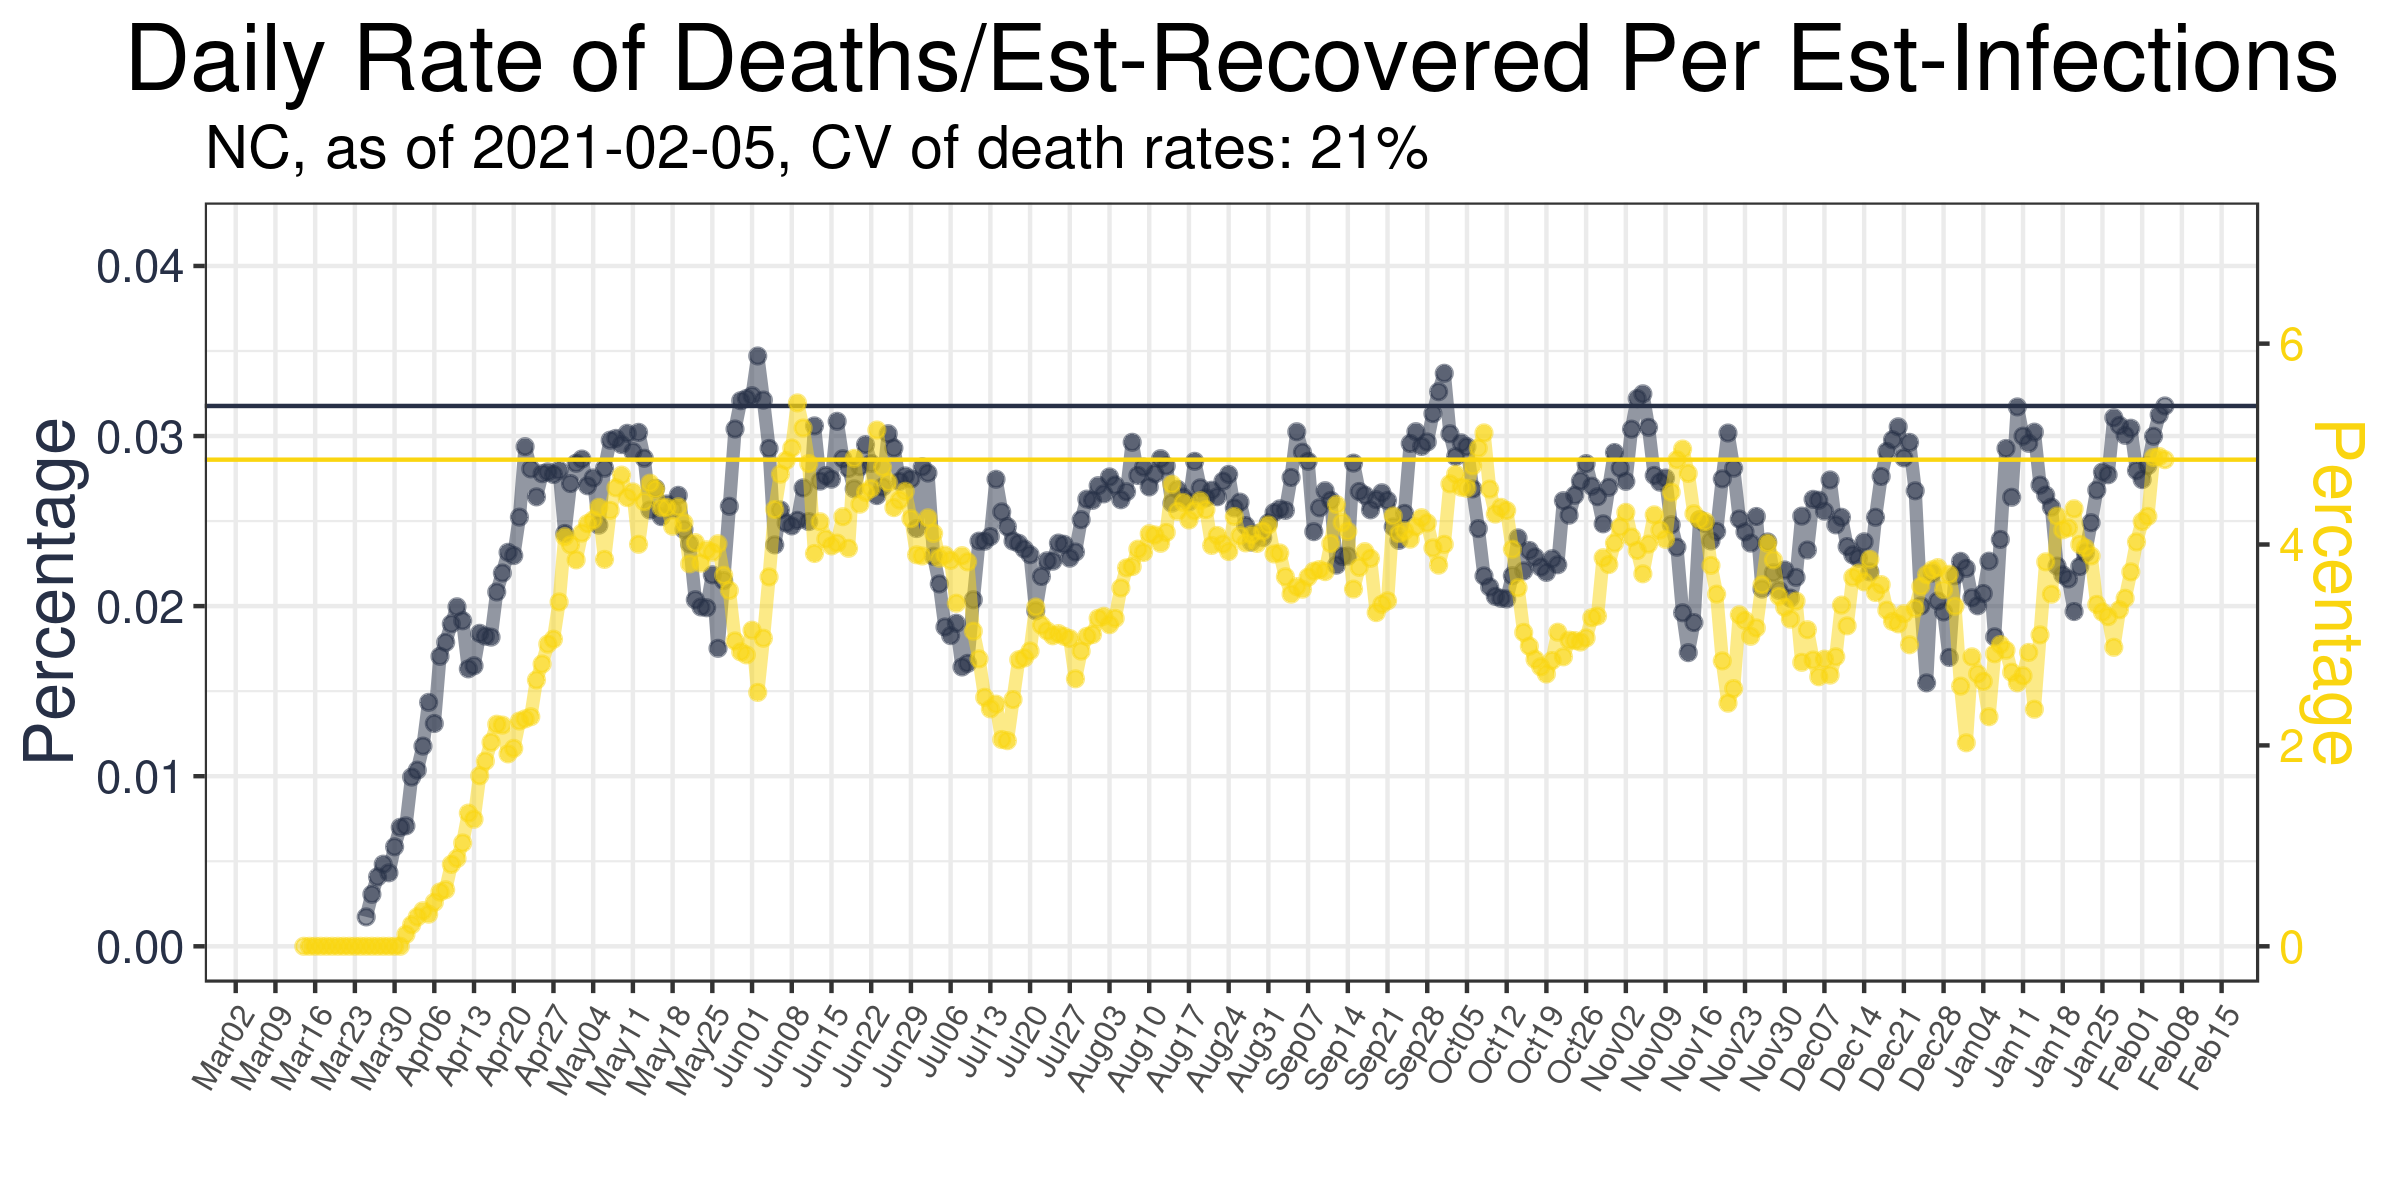 Daily Rate of Deaths/Est-Recovered Per Est-Infections
NC, as of 2021-02-05, CV of death rates: 21%
Percentage
0.04
0.03
0.02
0.01
0.00
6
4
2
0
Percentage
Mar02
Mar09
Mar16
Mar23
Mar30
Apr06
Apr13
Apr20
Apr27
May04
May11
May18
May25
Jun01
Jun08
Jun15
Jun22
Jun29
Jul06
Jul13
Jul20
Jul27
Aug03
Aug10
Aug17
Aug24
Aug31
Sep07
Sep14
Sep21
Sep28
Oct05
Oct12
Oct19
Oct26
Nov02
Nov09
Nov16
Nov23
Nov30
Dec07
Dec14
Dec21
Dec28
Jan04
Jan11
Jan18
Jan25
Feb01
Feb08
Feb15